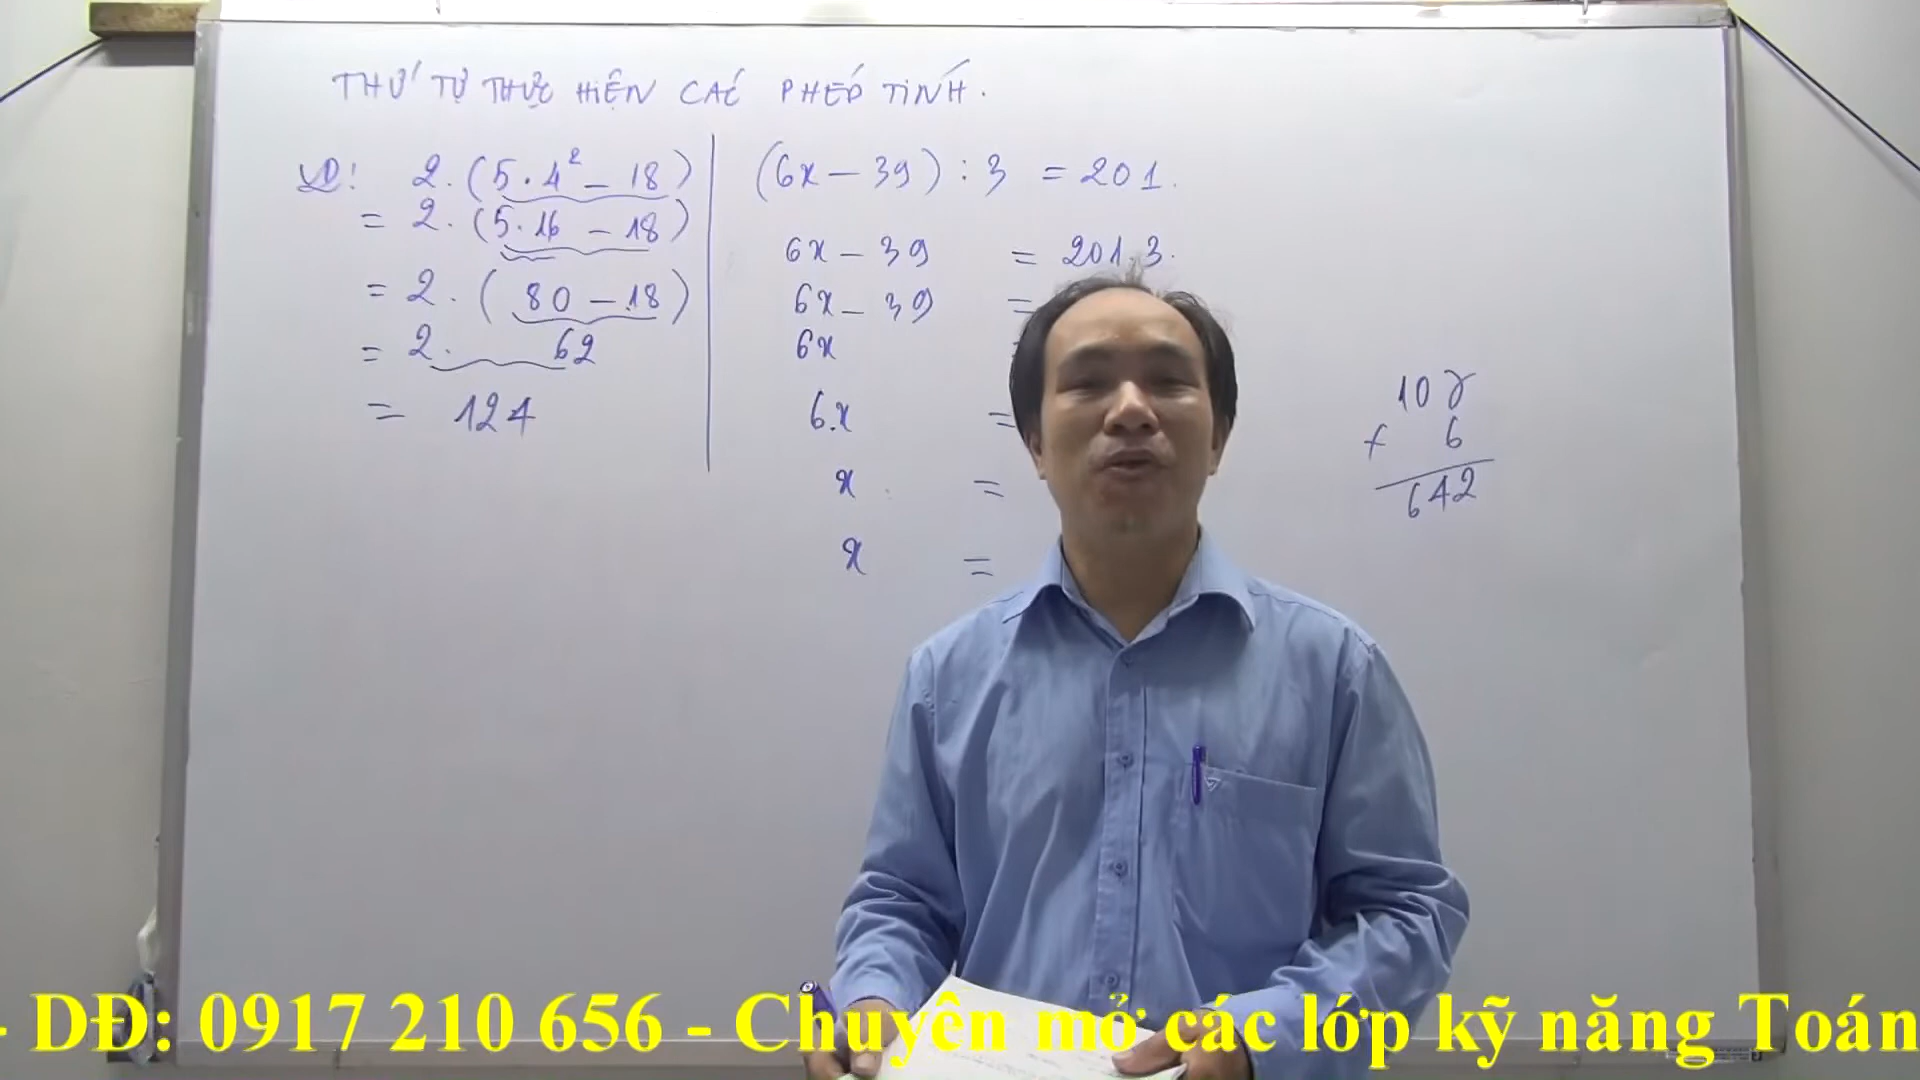 THỨ TỰ THỰC HIỆN CÁC PHÉP TÍNH.
VD: 2.(5.4² - 18)
= 2.(5.16 - 18)
= 2.(80 - 18)
= 2. 62
= 124
(6x - 39) : 3 = 201.
6x - 39 = 201.3.
6x - 39 =
6x =
6.x =
x =
x =
107
× 6
642
- DĐ: 0917 210 656 - Chuyên mở các lớp kỹ năng Toán